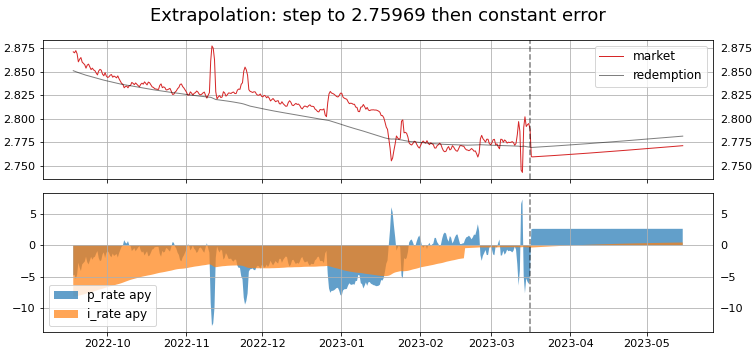 Extrapolation: step to 2.75969 then constant error
2.875 2.875
2.850 2.850
2.825 2.825
2.800 2.800
2.775 2.775
2.750 2.750
market
redemption
5 5
0 0
−5 −5
−10 −10
p_rate apy
i_rate apy
2022-10 2022-11 2022-12 2023-01 2023-02 2023-03 2023-04 2023-05